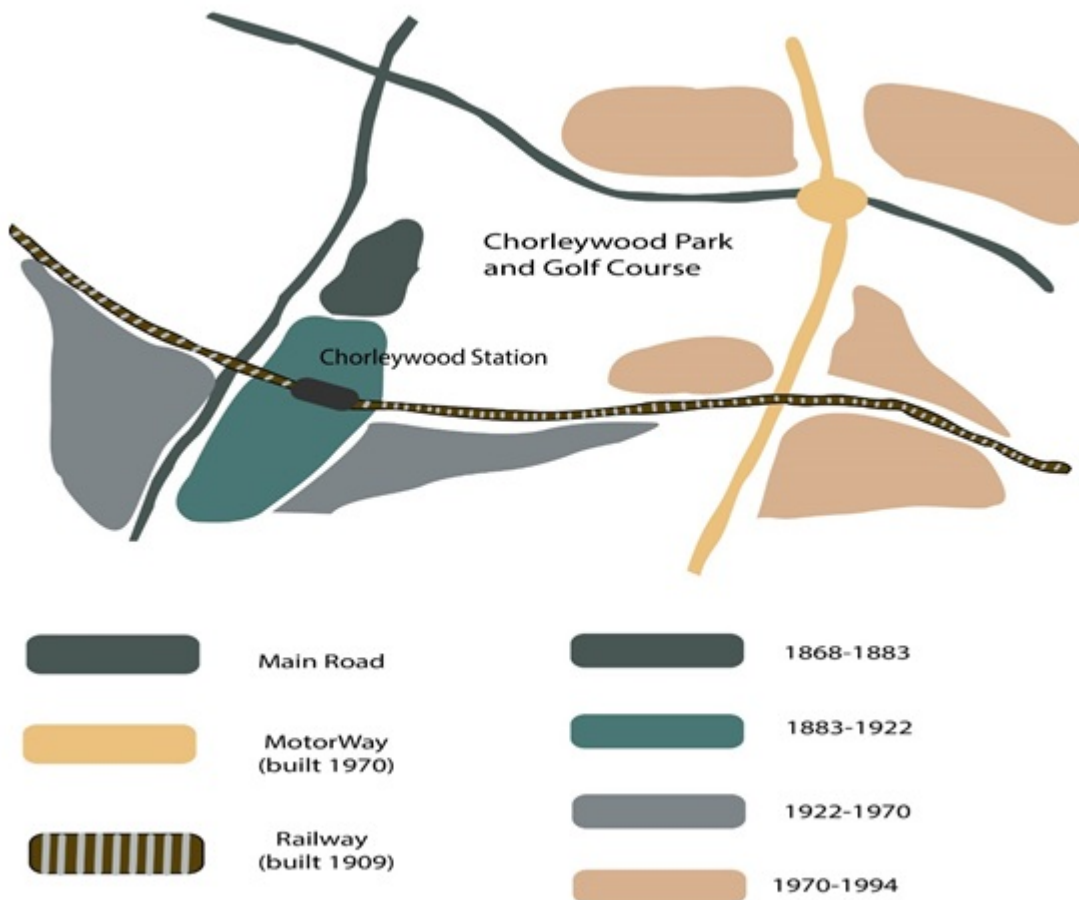 Chorleywood Park
and Golf Course
Chorleywood Station
Main Road
MotorWay
(built 1970)
Railway
(built 1909)
1868-1883
1883-1922
1922-1970
1970-1994